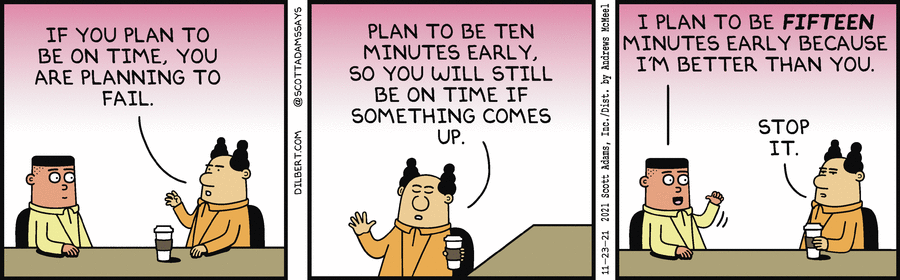 IF YOU PLAN TO
BE ON TIME, YOU
ARE PLANNING TO
FAIL.
DILBERT.COM @SCOTTADAMSSAYS
PLAN TO BE TEN
MINUTES EARLY,
SO YOU WILL STILL
BE ON TIME IF
SOMETHING COMES
UP.
11-23-21 2021 Scott Adams, Inc./Dist. by Andrews McMeel
I PLAN TO BE FIFTEEN
MINUTES EARLY BECAUSE
I'M BETTER THAN YOU.
STOP
IT.